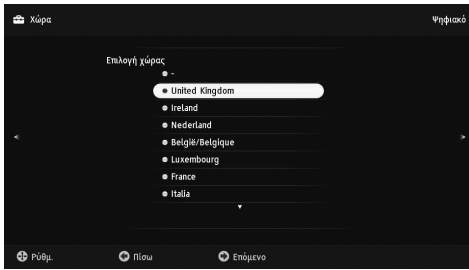 Χώρα Ψηφιακό
Επιλογή χώρας
-
United Kingdom
Ireland
Nederland
België/Belgique
Luxembourg
France
Italia
Ρύθμ. Πίσω Επόμενο